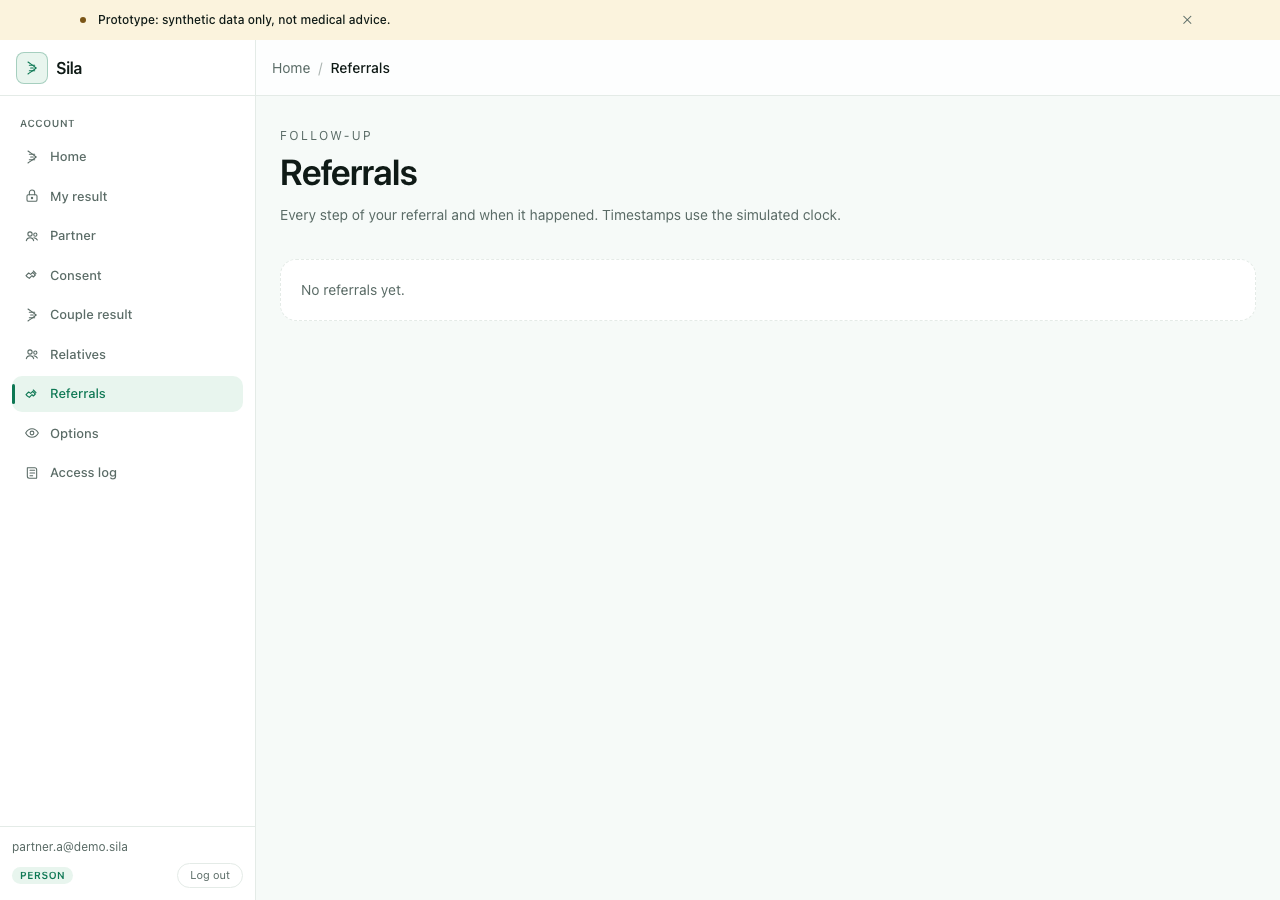 Prototype: synthetic data only, not medical advice.
Sila
Home / Referrals
ACCOUNT
Home
My result
Partner
Consent
Couple result
Relatives
Referrals
Options
Access log
FOLLOW-UP
Referrals
Every step of your referral and when it happened. Timestamps use the simulated clock.
No referrals yet.
partner.a@demo.sila
PERSON
Log out